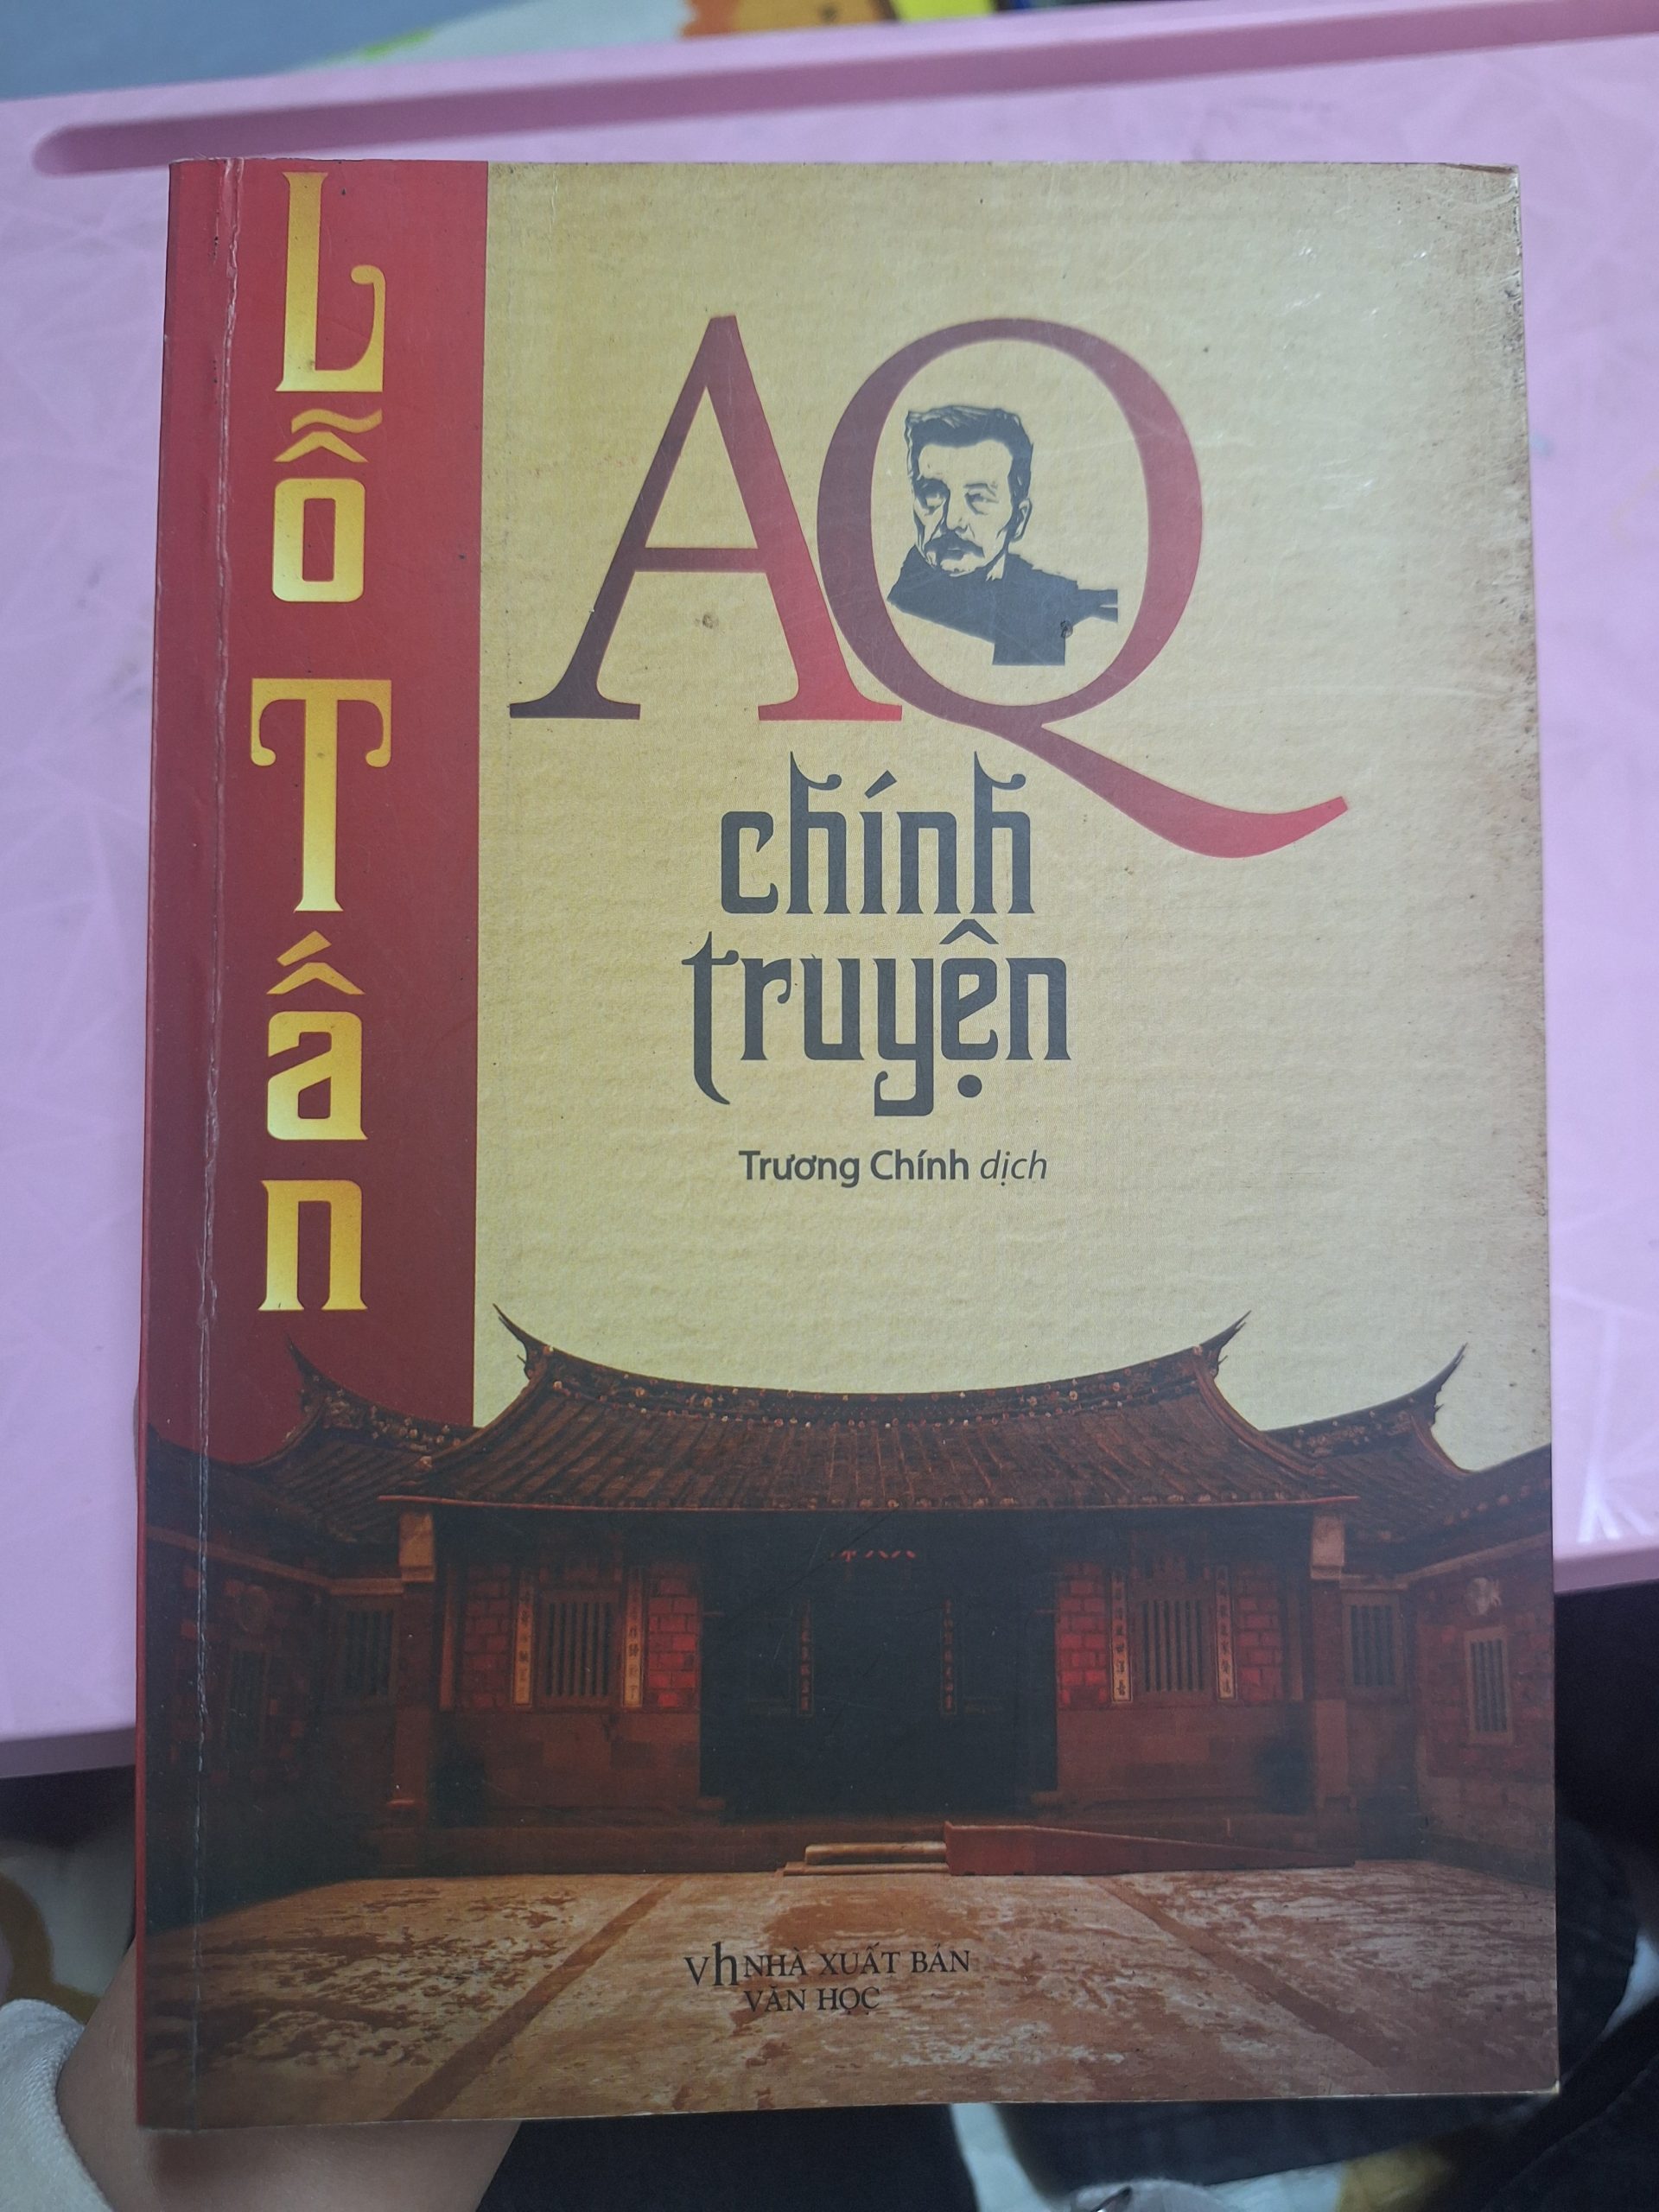 Lỗ Tấn
AQ
chính
truyện
Trương Chính dịch
vh NHÀ XUẤT BẢN
VĂN HỌC